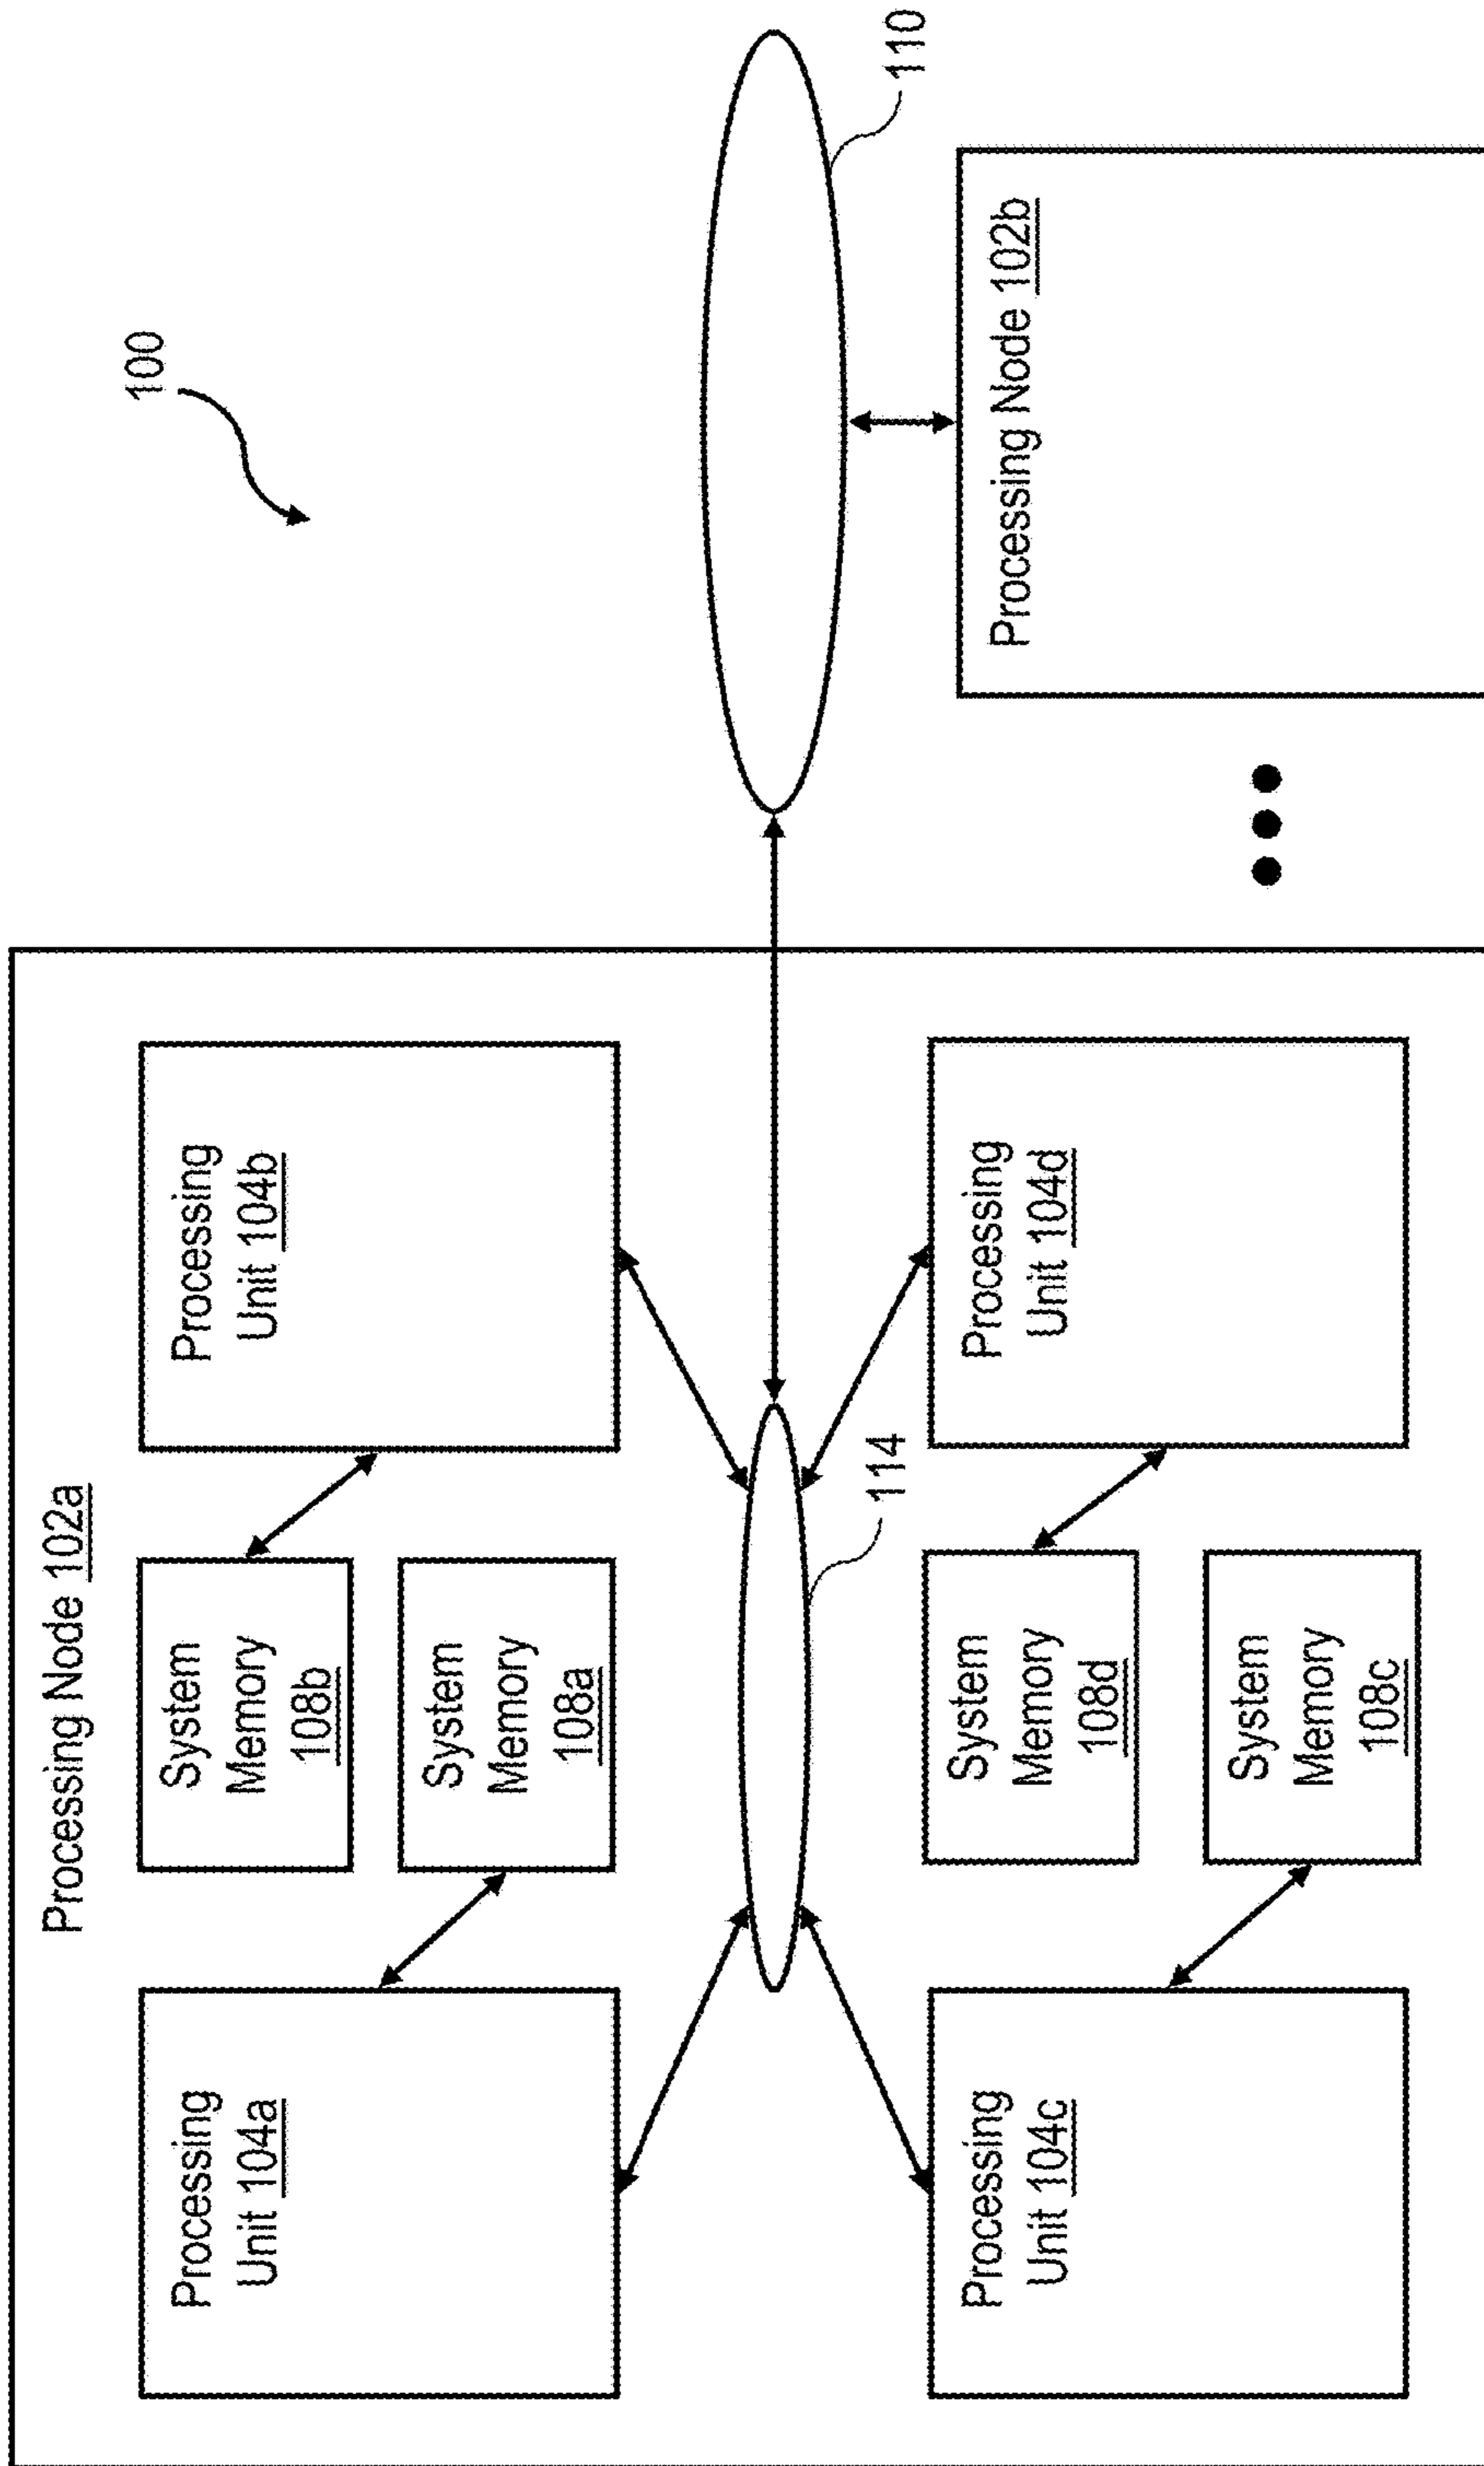 100
Processing Node 102a
Processing
Unit 104a
System
Memory
108b
System
Memory
108a
Processing
Unit 104b
114
110
Processing
Unit 104c
System
Memory
108d
System
Memory
108c
Processing
Unit 104d
Processing Node 102b